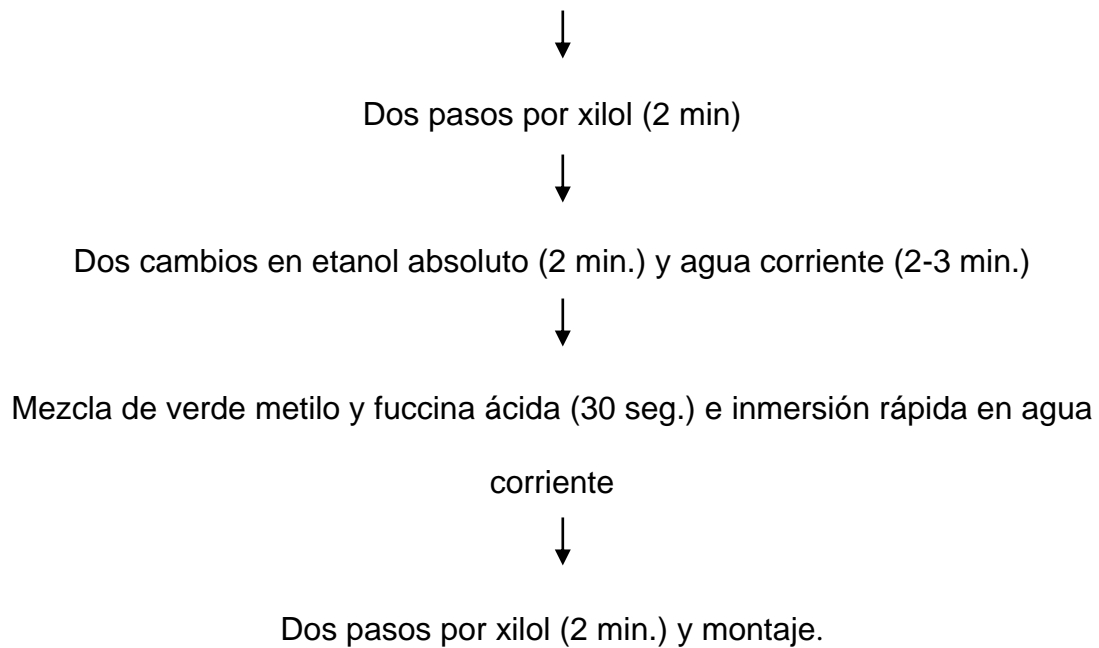 Dos pasos por xilol (2 min)
Dos cambios en etanol absoluto (2 min.) y agua corriente (2-3 min.)
Mezcla de verde metilo y fuccina ácida (30 seg.) e inmersión rápida en agua
corriente
Dos pasos por xilol (2 min.) y montaje.